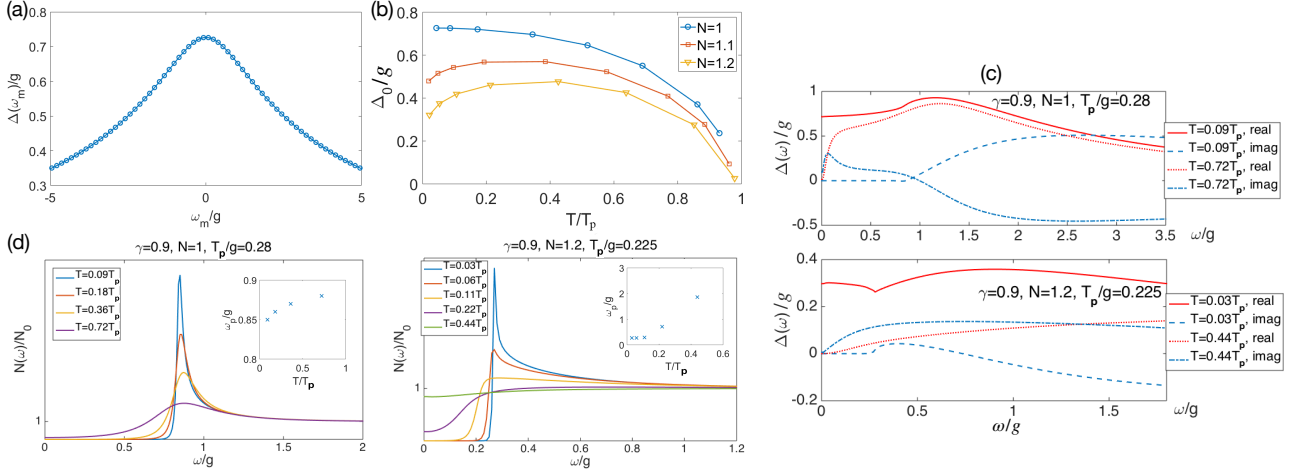 (a)
Δ(ω_m)/g
0.8
0.7
0.6
0.5
0.4
0.3
-5
0
5
ω_m/g
(b)
Δ_0/g
0.8
0.6
0.4
0.2
0
0
0.2
0.4
0.6
0.8
1
T/T_p
N=1
N=1.1
N=1.2
(c)
γ=0.9, N=1, T_p/g=0.28
Δ(ω)/g
1
0.5
0
0.5
-1
0
0.5
1
1.5
2
2.5
3
3.5
ω/g
T=0.09T_p, real
T=0.09T_p, imag
T=0.72T_p, real
T=0.72T_p, imag
γ=0.9, N=1.2, T_p/g=0.225
Δ(ω)/g
0.4
0.2
0
-0.2
0
0.5
1
1.5
ω/g
ω/g
T=0.03T_p, real
T=0.03T_p, imag
T=0.44T_p, real
T=0.44T_p, imag
(d)
γ=0.9, N=1, T_p/g=0.28
N(ω)/N_0
1
0
0.5
1
1.5
2
ω/g
T=0.09T_p
T=0.18T_p
T=0.36T_p
T=0.72T_p
ω_p/g
0.9
0.85
0.8
0
0.5
1
T/T_p
γ=0.9, N=1.2, T_p/g=0.225
N(ω)/N_0
1
0
0.2
0.4
0.6
0.8
1
1.2
ω/g
T=0.03T_p
T=0.06T_p
T=0.11T_p
T=0.22T_p
T=0.44T_p
ω_p/g
3
2
1
0
0
0.2
0.4
0.6
T/T_p